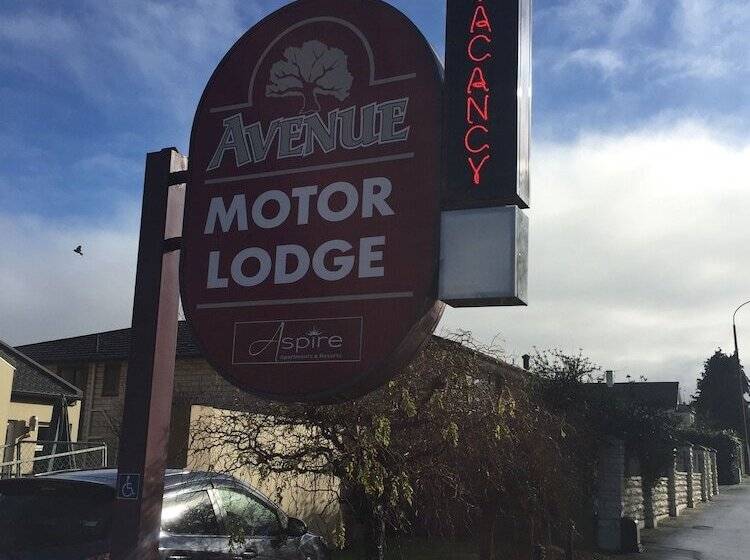 ACANCY
AVENUE
MOTOR
LODGE
Aspire
Apartments & Resorts